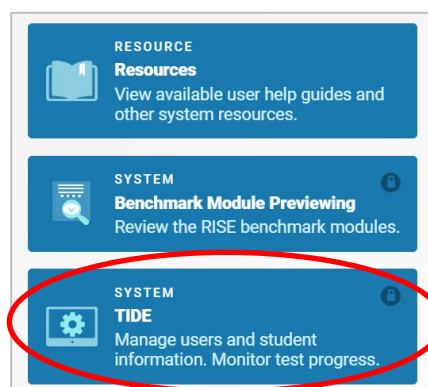 RESOURCE
Resources
View available user help guides and
other system resources.
SYSTEM
Benchmark Module Previewing
Review the RISE benchmark modules.
SYSTEM
TIDE
Manage users and student
information. Monitor test progress.